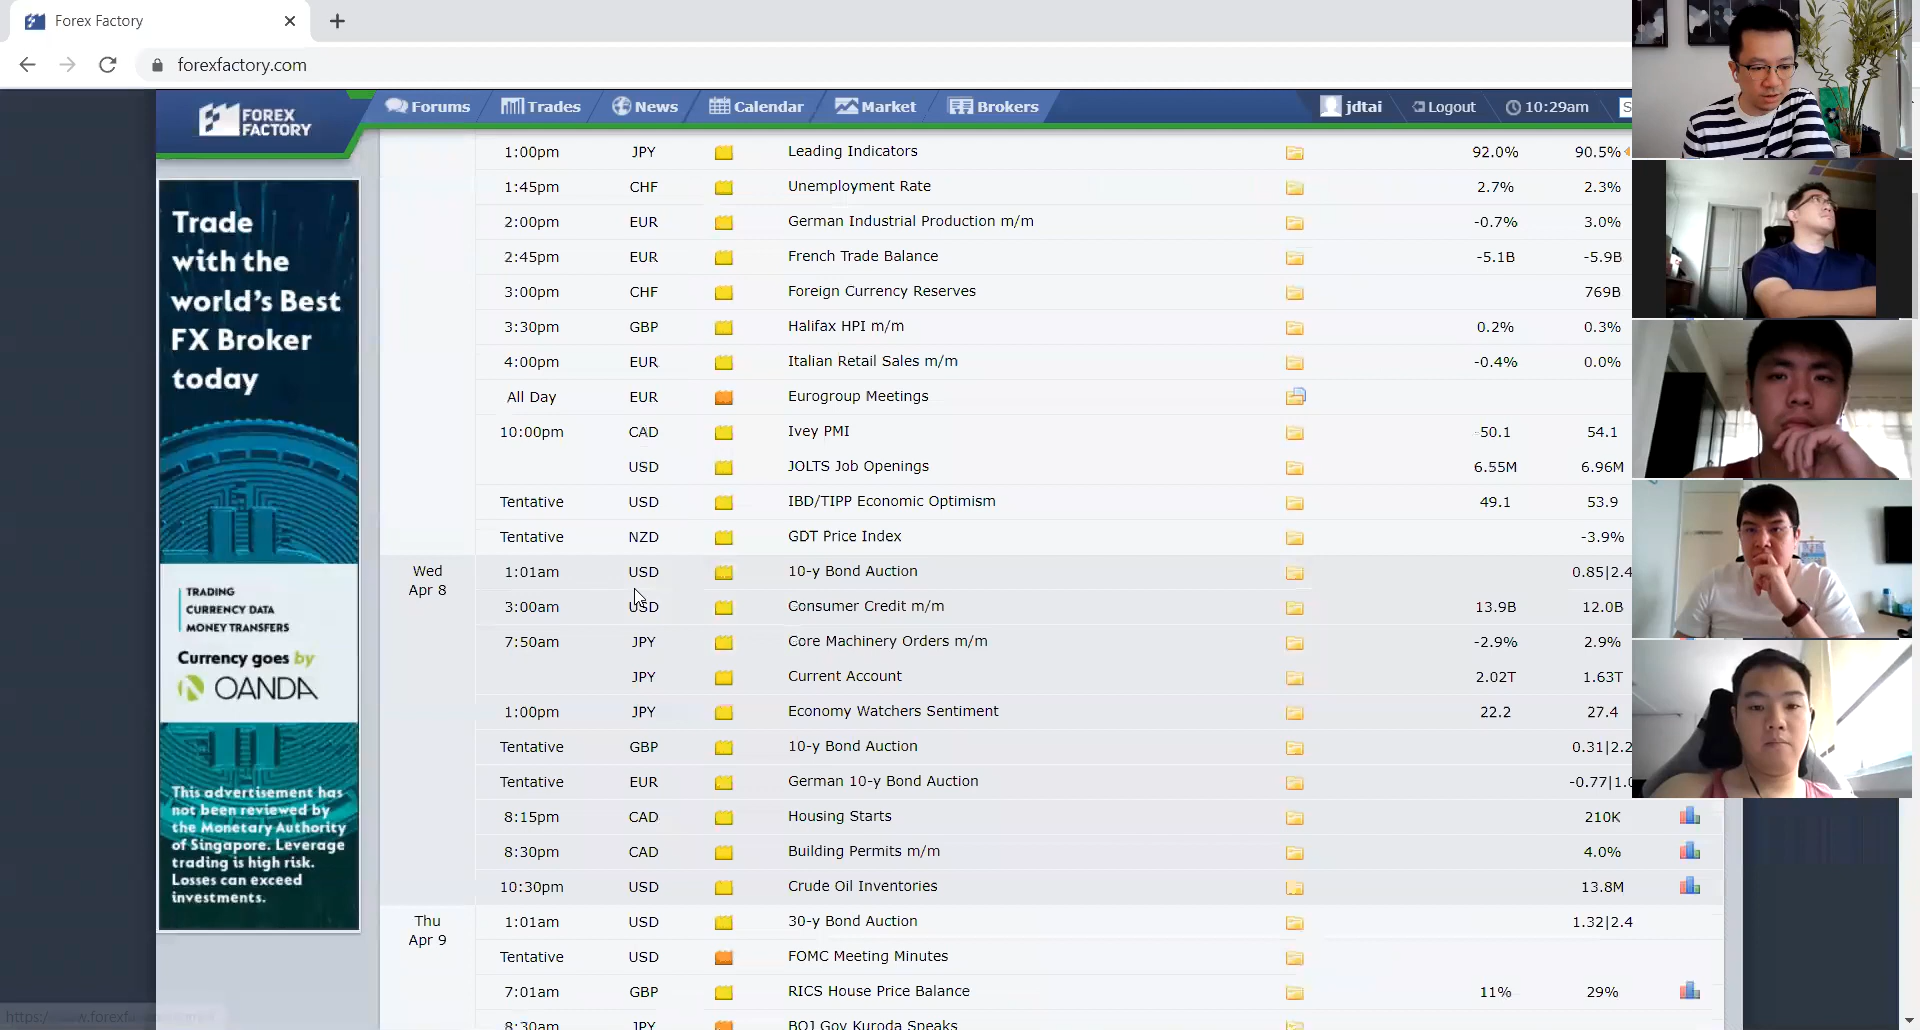 Forex Factory
forexfactory.com
FOREX FACTORY
Forums Trades News Calendar Market Brokers jdtai Logout 10:29am S
1:00pm JPY Leading Indicators 92.0% 90.5%
1:45pm CHF Unemployment Rate 2.7% 2.3%
2:00pm EUR German Industrial Production m/m -0.7% 3.0%
2:45pm EUR French Trade Balance -5.1B -5.9B
3:00pm CHF Foreign Currency Reserves 769B
3:30pm GBP Halifax HPI m/m 0.2% 0.3%
4:00pm EUR Italian Retail Sales m/m -0.4% 0.0%
All Day EUR Eurogroup Meetings
10:00pm CAD Ivey PMI 50.1 54.1
USD JOLTS Job Openings 6.55M 6.96M
Tentative USD IBD/TIPP Economic Optimism 49.1 53.9
Tentative NZD GDT Price Index -3.9%
Wed Apr 8
1:01am USD 10-y Bond Auction 0.85|2.4
3:00am USD Consumer Credit m/m 13.9B 12.0B
7:50am JPY Core Machinery Orders m/m -2.9% 2.9%
JPY Current Account 2.02T 1.63T
1:00pm JPY Economy Watchers Sentiment 22.2 27.4
Tentative GBP 10-y Bond Auction 0.31|2.2
Tentative EUR German 10-y Bond Auction -0.77|1.0
8:15pm CAD Housing Starts 210K
8:30pm CAD Building Permits m/m 4.0%
10:30pm USD Crude Oil Inventories 13.8M
Thu Apr 9
1:01am USD 30-y Bond Auction 1.32|2.4
Tentative USD FOMC Meeting Minutes
7:01am GBP RICS House Price Balance 11% 29%
8:30am JPY BOJ Gov Kuroda Speaks
Trade
with the
world's Best
FX Broker
today
TRADING
CURRENCY DATA
MONEY TRANSFERS
Currency goes by
OANDA
This advertisement has
not been reviewed by
the Monetary Authority
of Singapore. Leverage
trading is high risk.
Losses can exceed
investments.